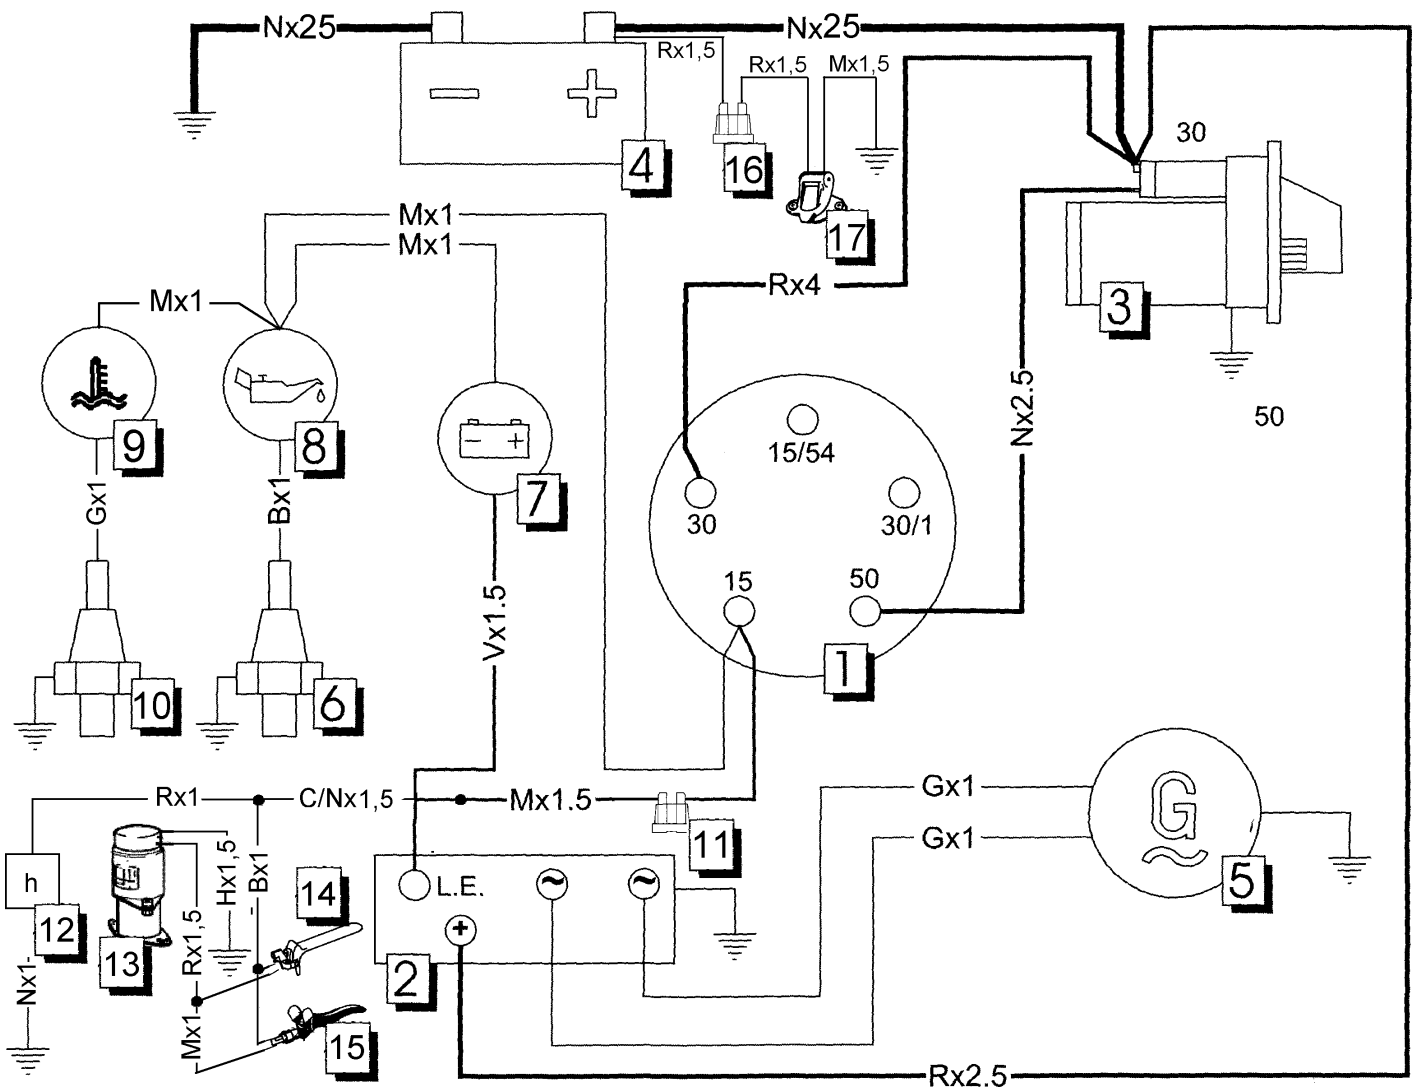 Nx25
Nx25
Rx1,5
Rx1,5
Mx1,5
30
4
16
17
Mx1
Mx1
Rx4
3
Mx1
Nx2.5
50
9
8
7
15/54
30
30/1
Gx1
Bx1
15
50
Vx1.5
1
10
6
Rx1
C/Nx1,5
Mx1.5
Gx1
Gx1
G
5
11
h
12
13
Hx1,5
Bx1
14
L.E.
Rx1,5
2
Nx1
Mx1
15
Rx2.5